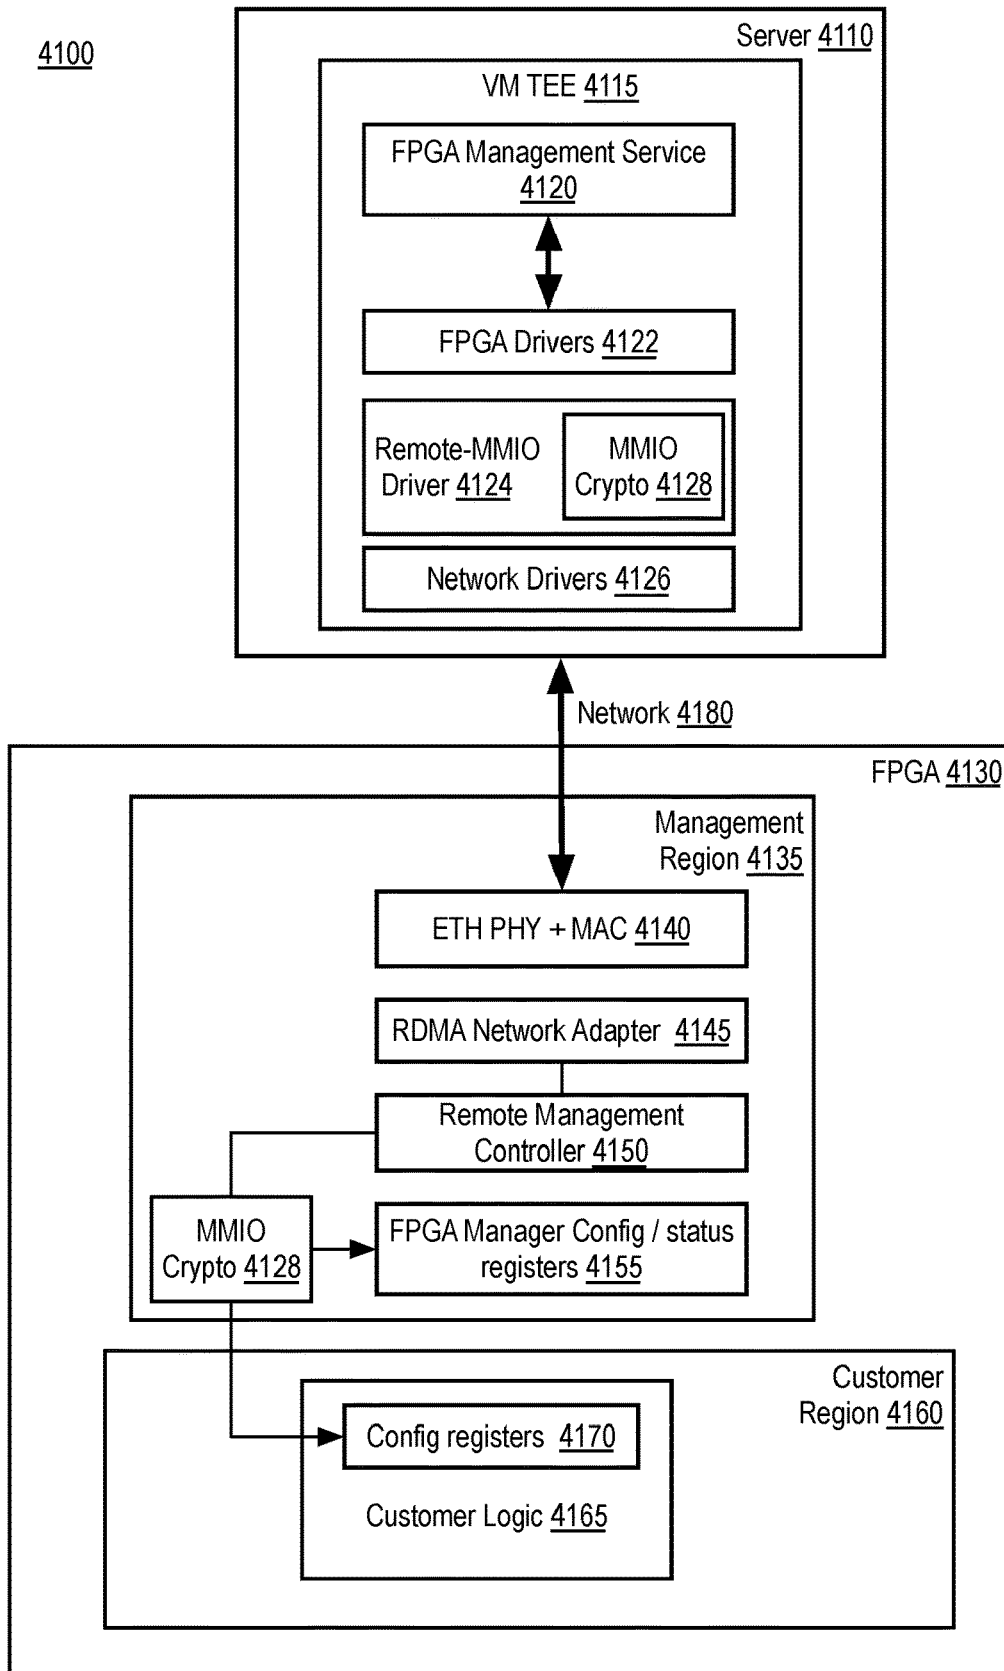 4100
Server 4110
VM TEE 4115
FPGA Management Service
4120
FPGA Drivers 4122
Remote-MMIO
Driver 4124
MMIO
Crypto 4128
Network Drivers 4126
Network 4180
FPGA 4130
Management
Region 4135
ETH PHY + MAC 4140
RDMA Network Adapter 4145
Remote Management
Controller 4150
MMIO
Crypto 4128
FPGA Manager Config / status
registers 4155
Customer
Region 4160
Config registers 4170
Customer Logic 4165